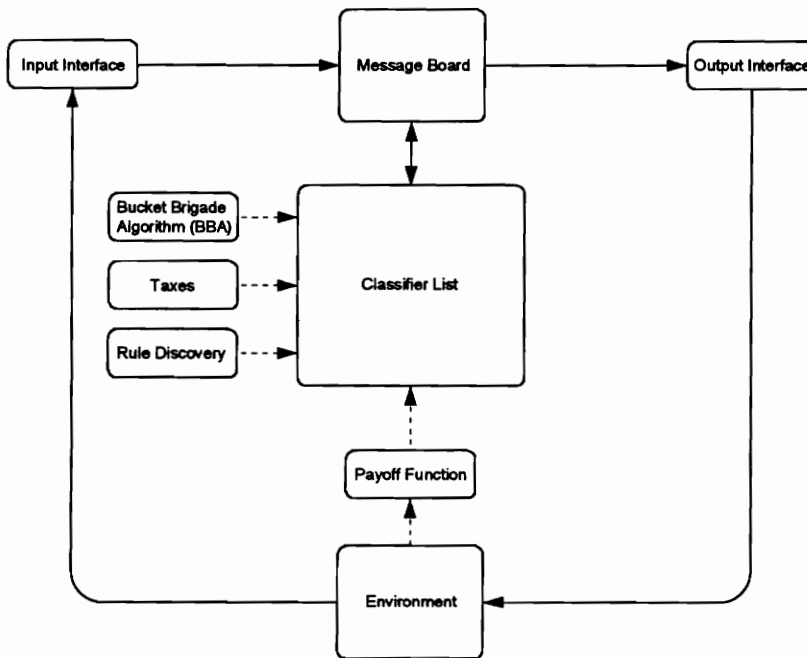 Input Interface
Message Board
Output Interface
Bucket Brigade
Algorithm (BBA)
Taxes
Classifier List
Rule Discovery
Payoff Function
Environment